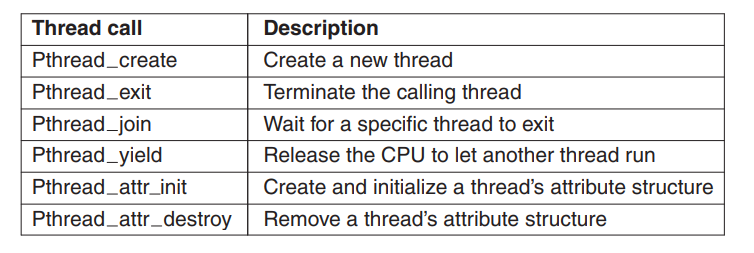 Thread call Description
Pthread_create Create a new thread
Pthread_exit Terminate the calling thread
Pthread_join Wait for a specific thread to exit
Pthread_yield Release the CPU to let another thread run
Pthread_attr_init Create and initialize a thread's attribute structure
Pthread_attr_destroy Remove a thread's attribute structure